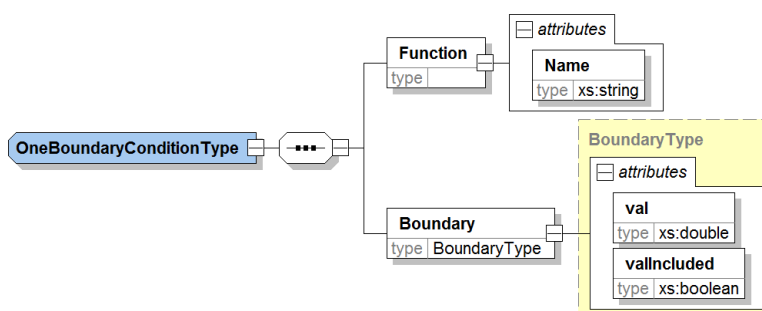 attributes
Function
type
Name
type xs:string
OneBoundaryConditionType
BoundaryType
attributes
Boundary
type BoundaryType
val
type xs:double
valIncluded
type xs:boolean